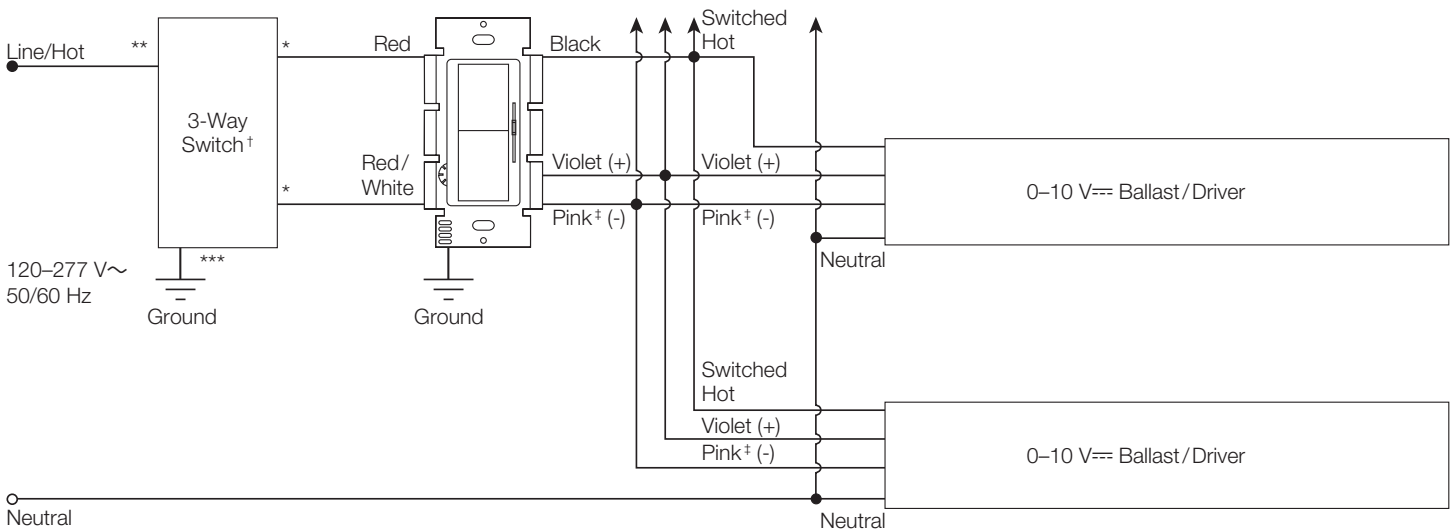 Line/Hot
**
*
Red
Black
Switched
Hot
3-Way
Switch†
Red/
White
*
Violet (+)
Violet (+)
Pink‡ (-)
Pink‡ (-)
0–10 V⎓ Ballast/Driver
Neutral
***
120–277 V~
50/60 Hz
Ground
Ground
Switched
Hot
Violet (+)
Pink‡ (-)
0–10 V⎓ Ballast/Driver
Neutral
Neutral